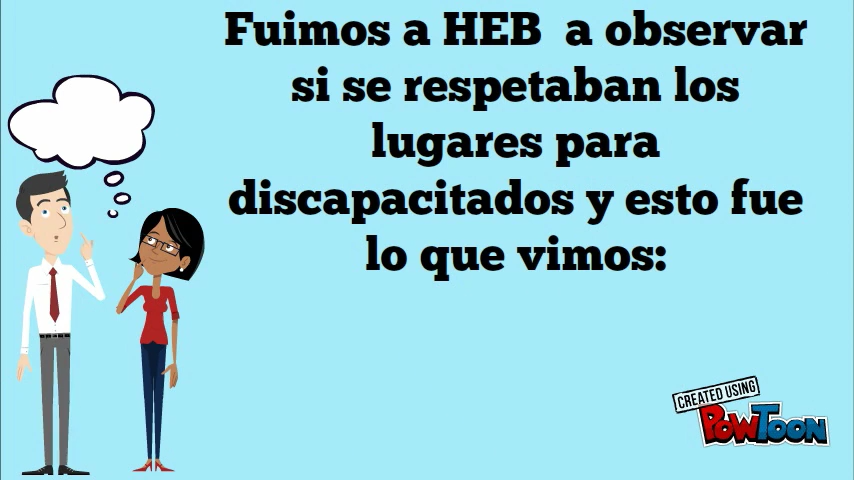 Fuimos a HEB a observar
si se respetaban los
lugares para
discapacitados y esto fue
lo que vimos:
CREATED USING
POWTOON